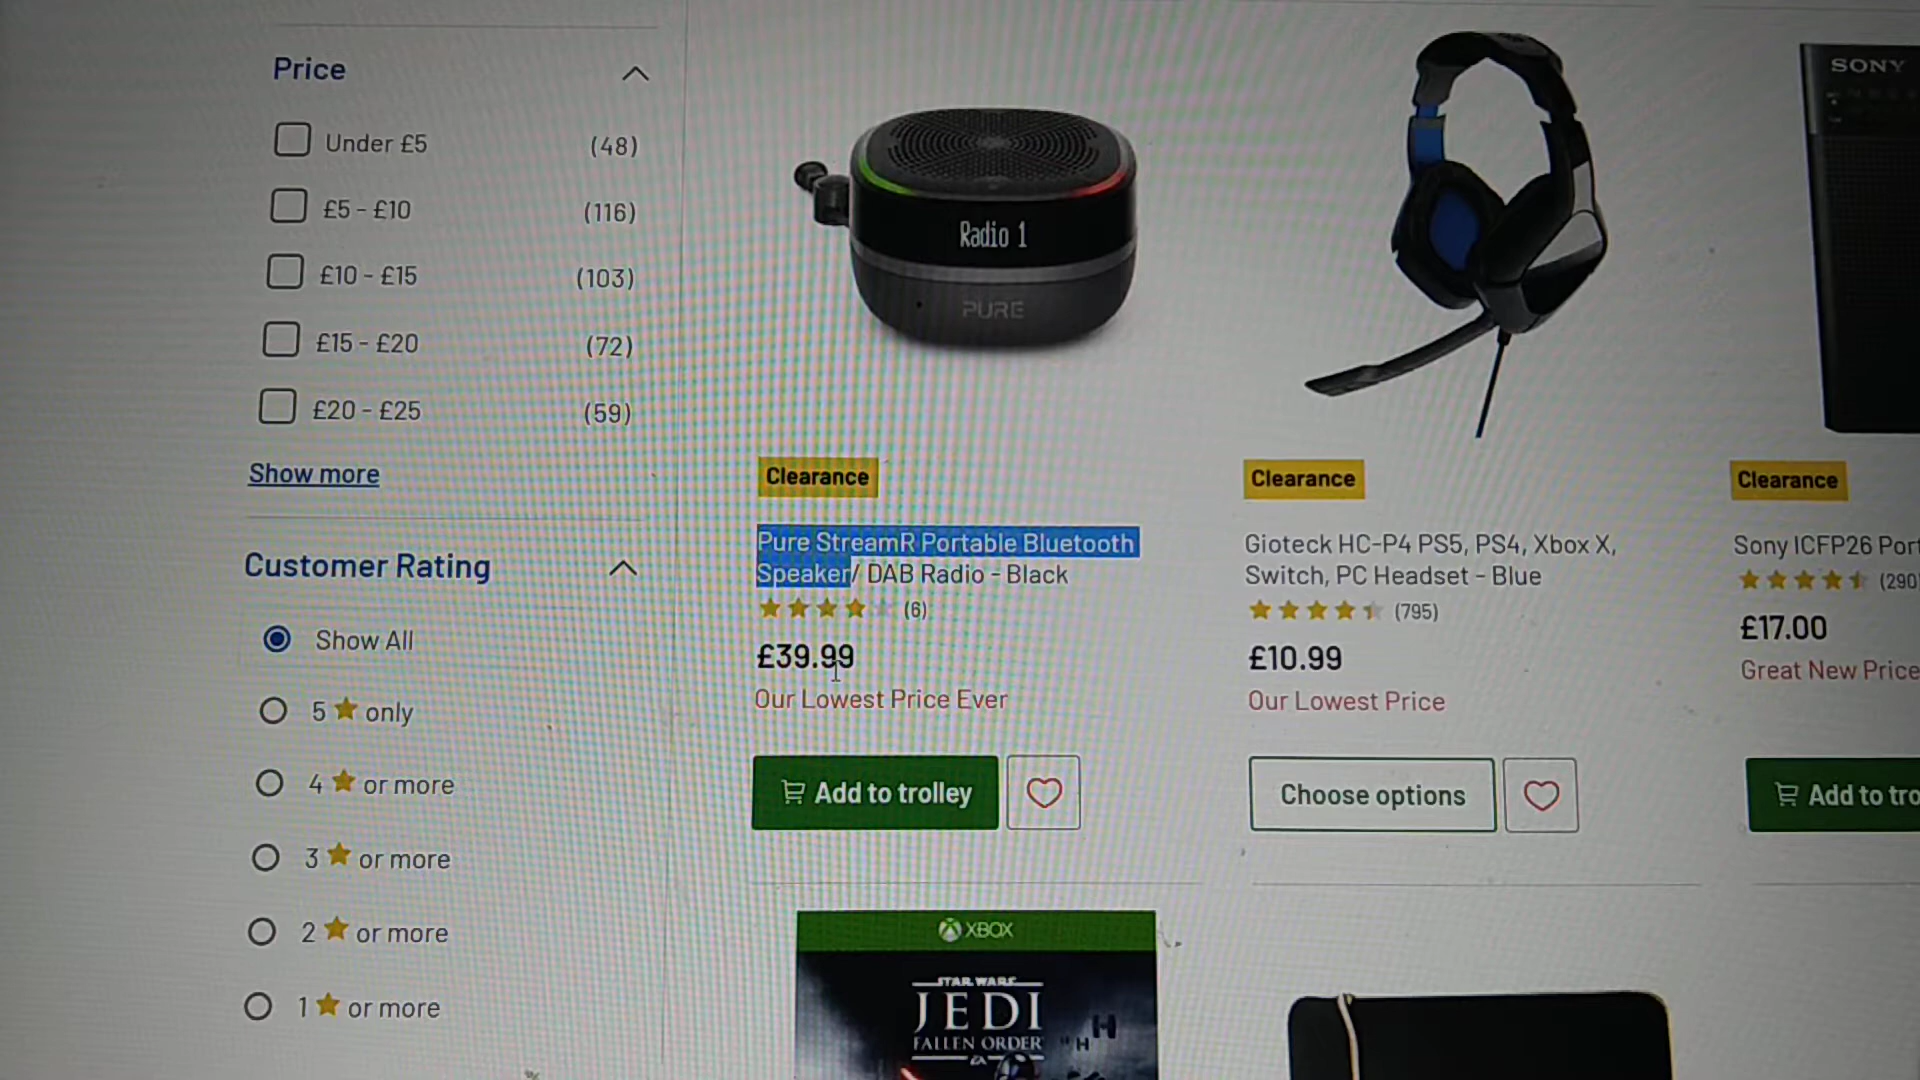 Price
Under £5 (48)
£5 - £10 (116)
£10 - £15 (103)
£15 - £20 (72)
£20 - £25 (59)
Show more
Customer Rating
Show All
5 only
4 or more
3 or more
2 or more
1 or more
Radio 1
PURE
Clearance
Pure StreamR Portable Bluetooth
Speaker/ DAB Radio - Black
(6)
£39.99
Our Lowest Price Ever
Add to trolley
Clearance
Gioteck HC-P4 PS5, PS4, Xbox X,
Switch, PC Headset - Blue
(795)
£10.99
Our Lowest Price
Choose options
SONY
Clearance
Sony ICFP26 Port
(290)
£17.00
Great New Price
Add to tro
XBOX
STAR WARS
JEDI
FALLEN ORDER
EA